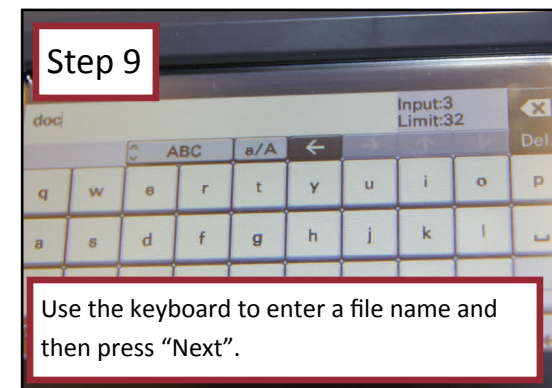 Step 9
doc
Input:3
Limit:32
Del.
ABC
a/A
q w e r t y u i o p
a s d f g h j k l
Use the keyboard to enter a file name and
then press “Next”.